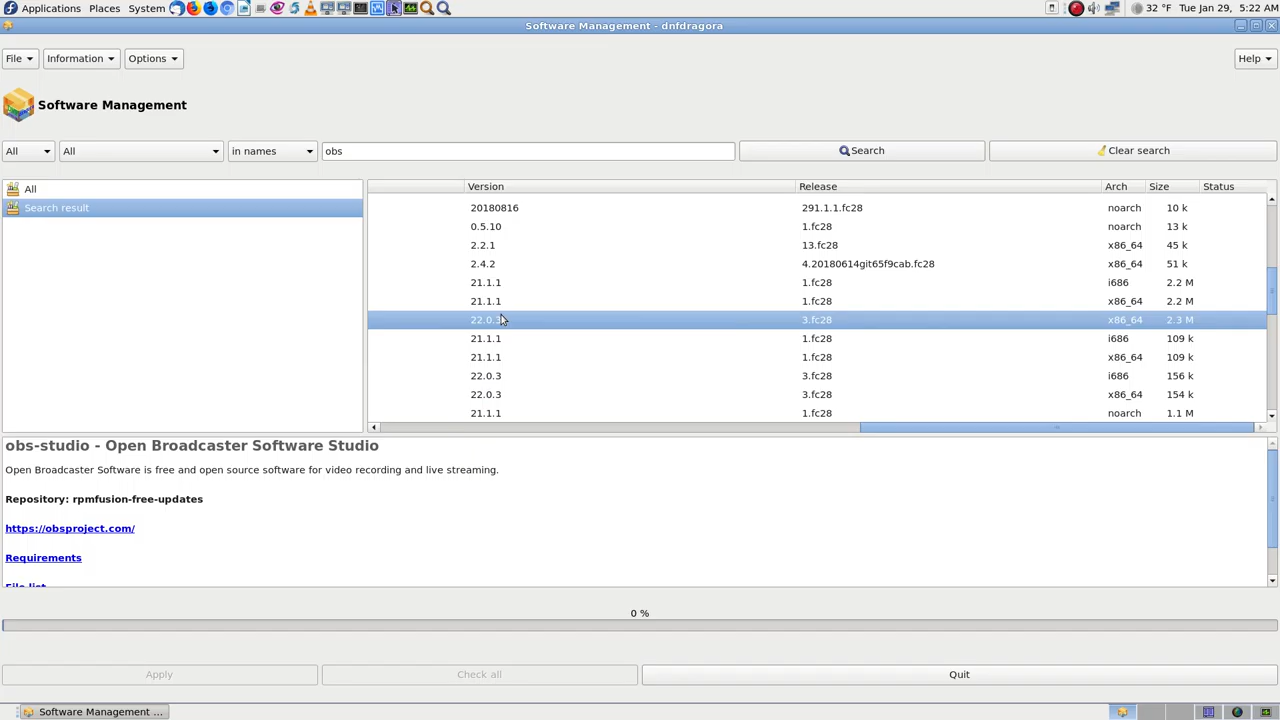 Applications Places System 32 °F Tue Jan 29, 5:22 AM
Software Management - dnfdragora
File Information Options Help
Software Management
All All in names obs Search Clear search
All
Search result
Version Release Arch Size Status
20180816 291.1.1.fc28 noarch 10 k
0.5.10 1.fc28 noarch 13 k
2.2.1 13.fc28 x86_64 45 k
2.4.2 4.20180614git65f9cab.fc28 x86_64 51 k
21.1.1 1.fc28 i686 2.2 M
21.1.1 1.fc28 x86_64 2.2 M
22.0.3 3.fc28 x86_64 2.3 M
21.1.1 1.fc28 i686 109 k
21.1.1 1.fc28 x86_64 109 k
22.0.3 3.fc28 i686 156 k
22.0.3 3.fc28 x86_64 154 k
21.1.1 1.fc28 noarch 1.1 M
obs-studio - Open Broadcaster Software Studio
Open Broadcaster Software is free and open source software for video recording and live streaming.
Repository: rpmfusion-free-updates
https://obsproject.com/
Requirements
File list
0 %
Apply Check all Quit
Software Management ...